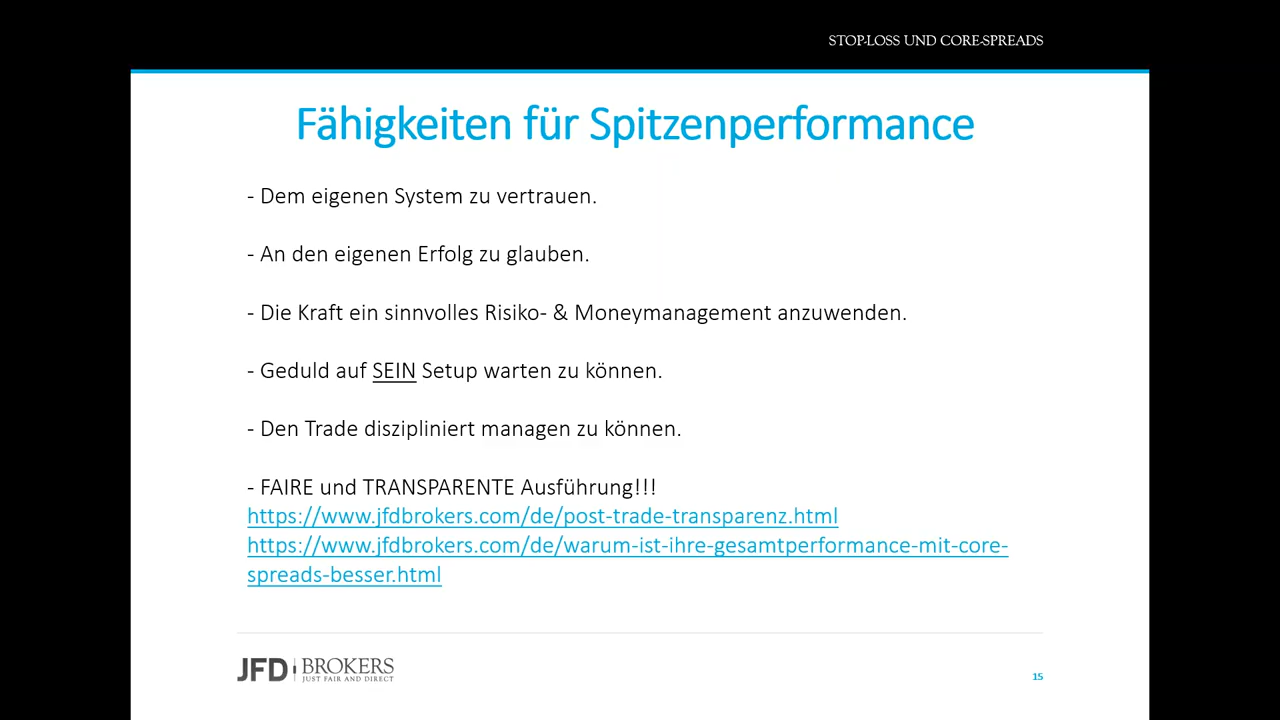 STOP-LOSS UND CORE-SPREADS
Fähigkeiten für Spitzenperformance
- Dem eigenen System zu vertrauen.
- An den eigenen Erfolg zu glauben.
- Die Kraft ein sinnvolles Risiko- & Moneymanagement anzuwenden.
- Geduld auf SEIN Setup warten zu können.
- Den Trade diszipliniert managen zu können.
- FAIRE und TRANSPARENTE Ausführung!!!
https://www.jfdbrokers.com/de/post-trade-transparenz.html
https://www.jfdbrokers.com/de/warum-ist-ihre-gesamtperformance-mit-core-
spreads-besser.html
JFD BROKERS
JUST FAIR AND DIRECT
15